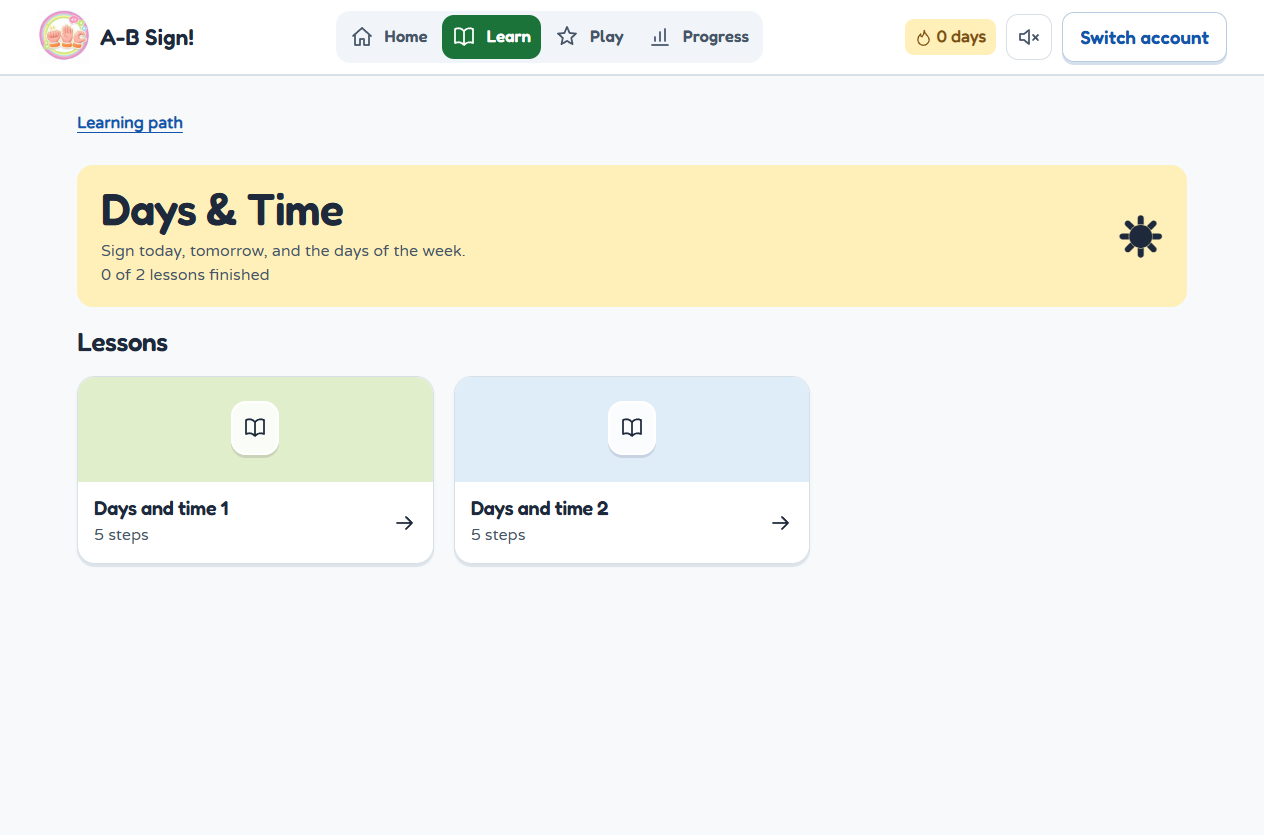 A-B Sign!
Home
Learn
Play
Progress
0 days
Switch account
Learning path
Days & Time
Sign today, tomorrow, and the days of the week.
0 of 2 lessons finished
Lessons
Days and time 1
5 steps
Days and time 2
5 steps